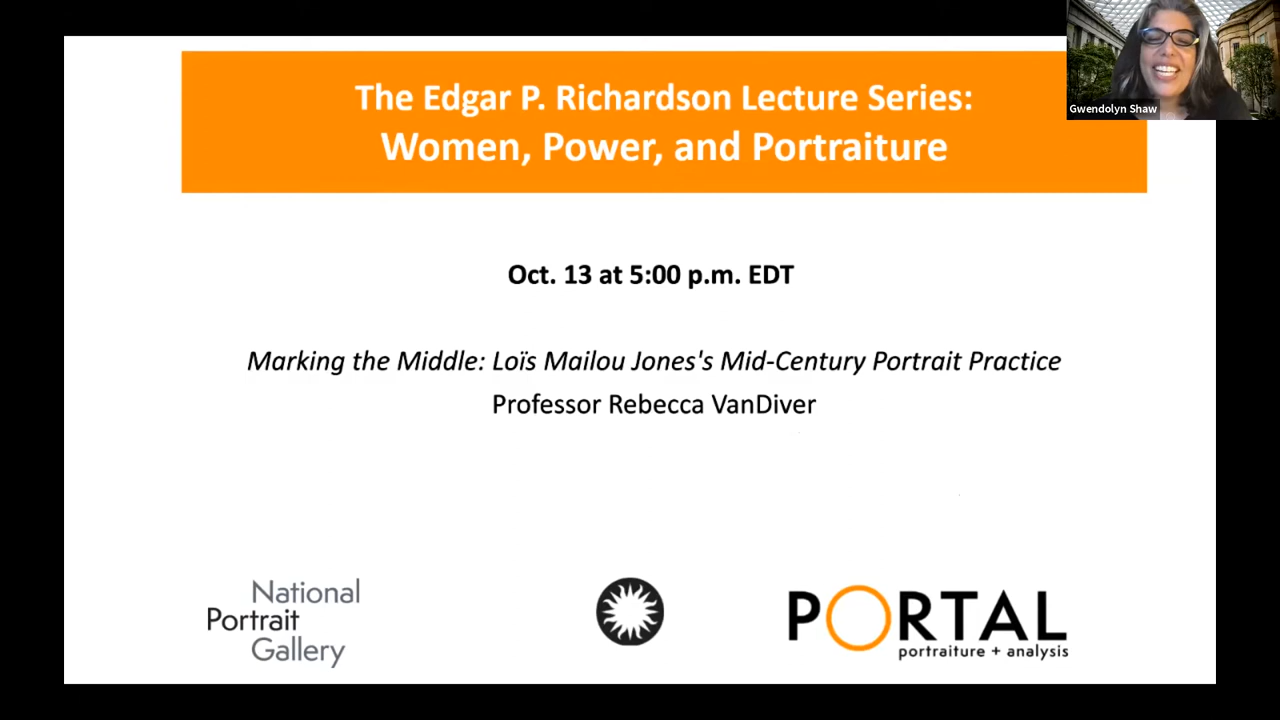 The Edgar P. Richardson Lecture Series:
Women, Power, and Portraiture
Gwendolyn Shaw
Oct. 13 at 5:00 p.m. EDT
Marking the Middle: Loïs Mailou Jones's Mid-Century Portrait Practice
Professor Rebecca VanDiver
National
Portrait
Gallery
PORTAL
portraiture + analysis